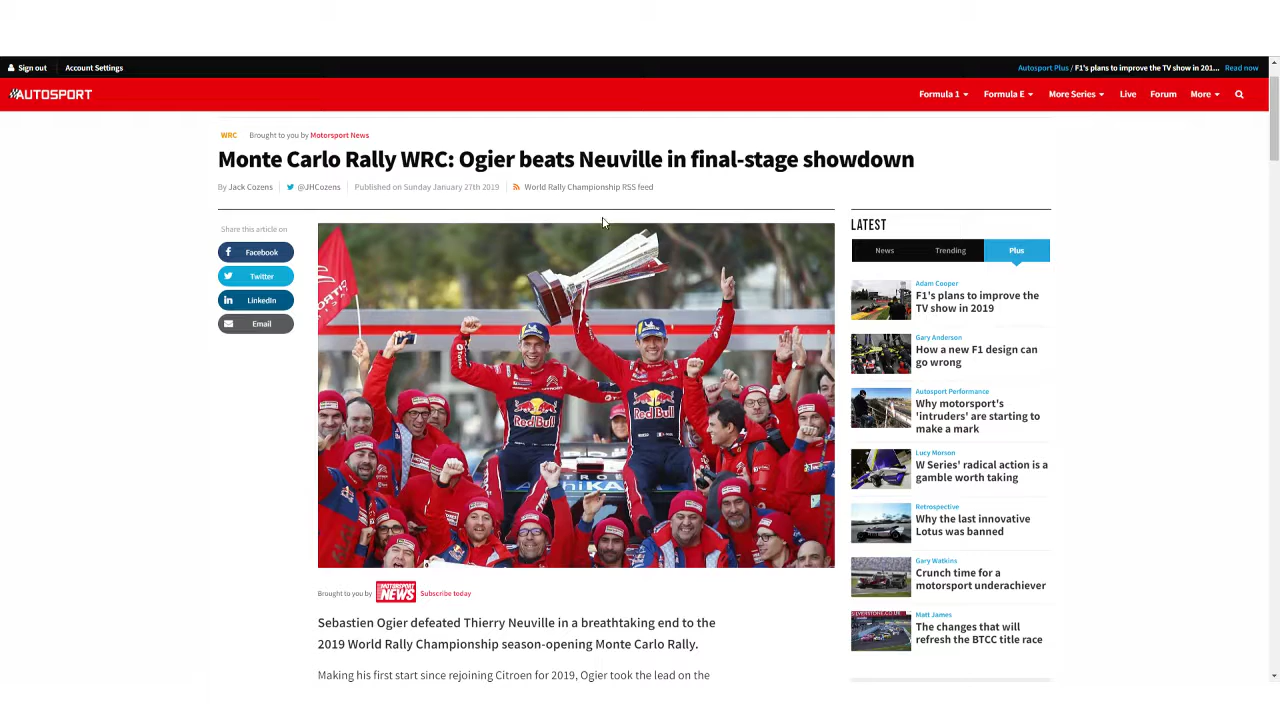 Sign out
Account Settings
Autosport Plus / F1's plans to improve the TV show in 201... Read now
AUTOSPORT
Formula 1
Formula E
More Series
Live
Forum
More
WRC
Brought to you by Motorsport News
Monte Carlo Rally WRC: Ogier beats Neuville in final-stage showdown
By Jack Cozens
@JHCozens
Published on Sunday January 27th 2019
World Rally Championship RSS feed
Share this article on
Facebook
Twitter
LinkedIn
Email
Red Bull
Red Bull
Brought to you by
MOTORSPORT
NEWS
Subscribe today
Sebastien Ogier defeated Thierry Neuville in a breathtaking end to the
2019 World Rally Championship season-opening Monte Carlo Rally.
Making his first start since rejoining Citroen for 2019, Ogier took the lead on the
LATEST
News
Trending
Plus
Adam Cooper
F1's plans to improve the
TV show in 2019
Gary Anderson
How a new F1 design can
go wrong
Autosport Performance
Why motorsport's
'intruders' are starting to
make a mark
Lucy Morson
W Series' radical action is a
gamble worth taking
Retrospective
Why the last innovative
Lotus was banned
Gary Watkins
Crunch time for a
motorsport underachiever
Matt James
The changes that will
refresh the BTCC title race